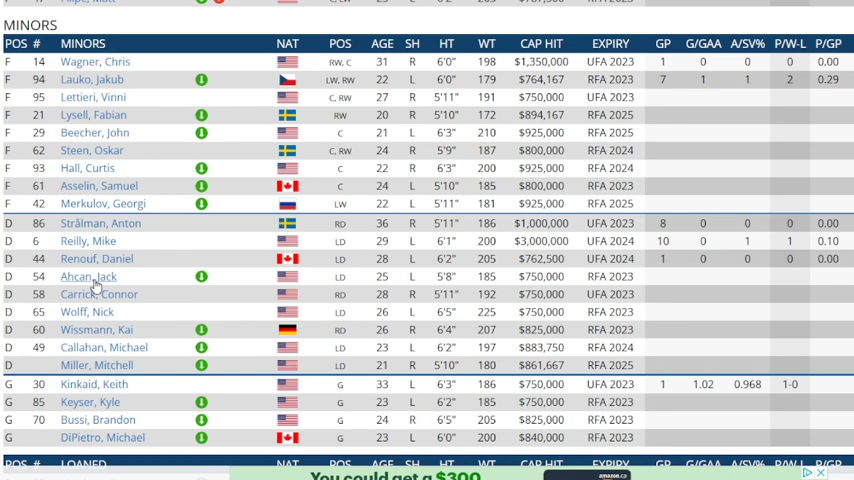 MINORS
POS # MINORS NAT POS AGE SH HT WT CAP HIT EXPIRY GP G/GAA A/SV% P/W-L P/GP
F 14 Wagner, Chris RW, C 31 R 6'0" 179 $1,350,000 UFA 2023 1 0 0 0 0.00
F 94 Lauko, Jakub LW, RW 22 L 6'0" 179 $764,167 RFA 2023 7 1 1 2 0.29
F 95 Lettieri, Vinni C, RW 27 R 5'11" 191 $750,000 UFA 2023
F 21 Lysell, Fabian RW 20 R 5'10" 172 $894,167 RFA 2025
F 29 Beecher, John C 21 L 6'3" 210 $925,000 RFA 2025
F 62 Steen, Oskar C, RW 24 R 5'9" 187 $800,000 RFA 2024
F 93 Hall, Curtis C 22 R 6'3" 200 $925,000 RFA 2024
F 61 Asselin, Samuel C 24 L 5'10" 185 $800,000 RFA 2023
F 42 Merkulov, Georgi LW 22 L 5'11" 181 $925,000 RFA 2025
D 86 Strålman, Anton RD 36 R 5'11" 186 $1,000,000 UFA 2023 8 0 0 0 0.00
D 6 Reilly, Mike LD 29 L 6'1" 200 $3,000,000 UFA 2024 10 0 1 1 0.10
D 44 Renouf, Daniel LD 28 L 6'2" 205 $762,500 UFA 2023 1 0 0 0 0.00
D 54 Ahcan, Jack LD 25 L 5'8" 185 $750,000 RFA 2023
D 58 Carrick, Connor RD 28 R 5'11" 192 $750,000 UFA 2023
D 65 Wolff, Nick LD 26 L 6'5" 225 $750,000 RFA 2023
D 60 Wissmann, Kai RD 26 R 6'4" 207 $825,000 RFA 2023
D 49 Callahan, Michael LD 23 L 6'2" 197 $883,750 RFA 2024
D Miller, Mitchell RD 21 R 5'10" 180 $861,667 RFA 2025
G 30 Kinkaid, Keith G 33 L 6'3" 186 $750,000 UFA 2023 1 1.02 0.968 1-0
G 85 Keyser, Kyle G 23 L 6'2" 185 $750,000 RFA 2023
G 70 Bussi, Brandon G 24 R 6'5" 205 $825,000 RFA 2023
G DiPietro, Michael G 23 L 6'0" 200 $840,000 RFA 2023
POS # LOANED NAT POS AGE SH HT WT CAP HIT EXPIRY GP G/GAA A/SV% P/W-L P/GP
You could get a $300
amazon.ca